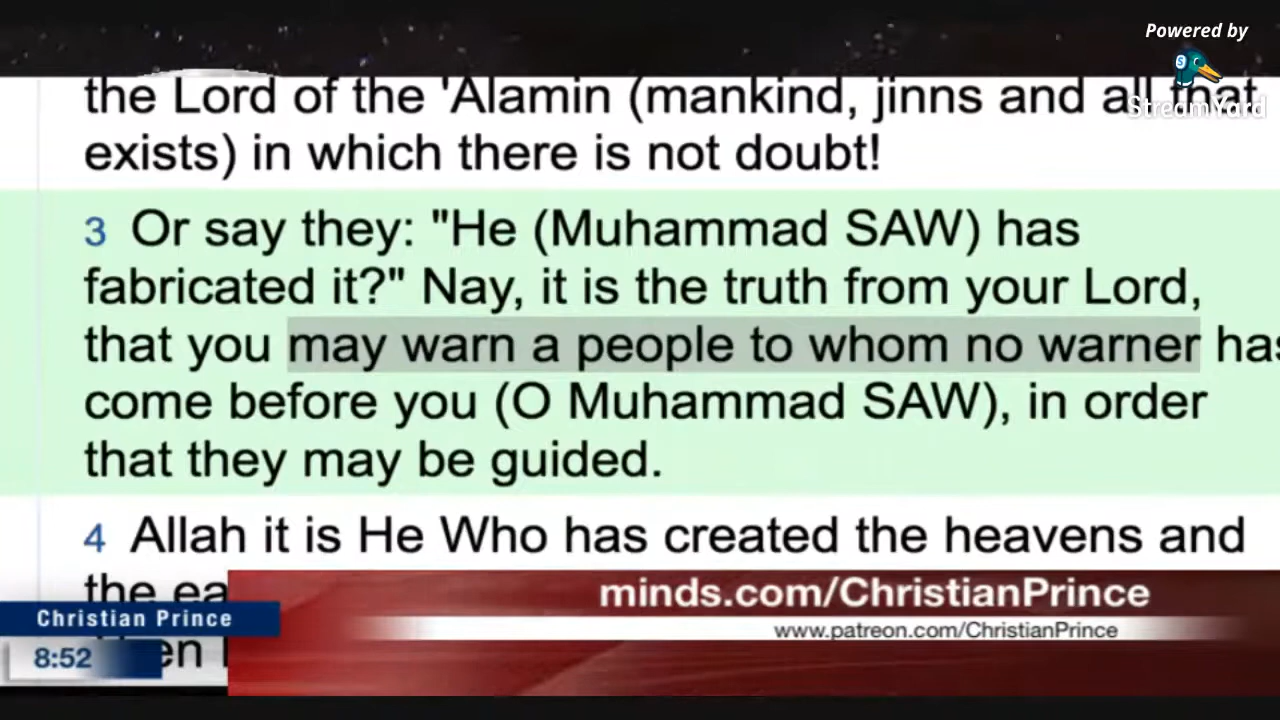 Powered by
StreamYard
the Lord of the 'Alamin (mankind, jinns and all that
exists) in which there is not doubt!
3 Or say they: "He (Muhammad SAW) has
fabricated it?" Nay, it is the truth from your Lord,
that you may warn a people to whom no warner has
come before you (O Muhammad SAW), in order
that they may be guided.
4 Allah it is He Who has created the heavens and
the
minds.com/ChristianPrince
Christian Prince
www.patreon.com/ChristianPrince
8:52